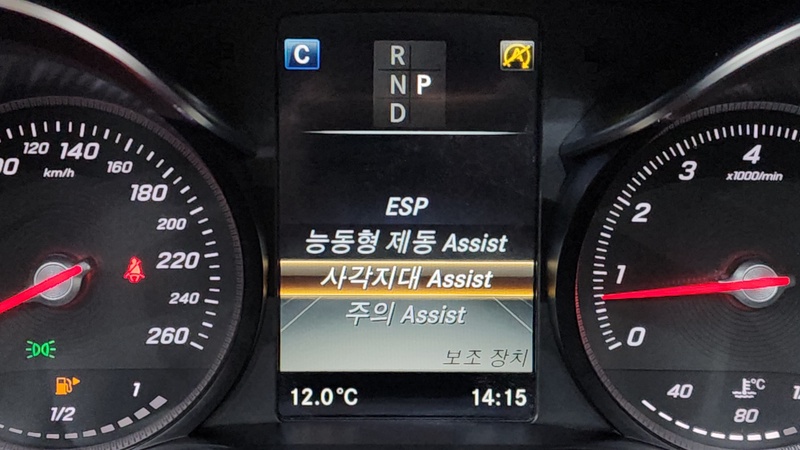 C
R
N P
D
A
ESP
능동형 제동 Assist
사각지대 Assist
주의 Assist
보조 장치
12.0°C 14:15
120 140 160
km/h
180
200
220
240
260
1/2 1
4
3
x1000/min
2
1
0
40 °C
80